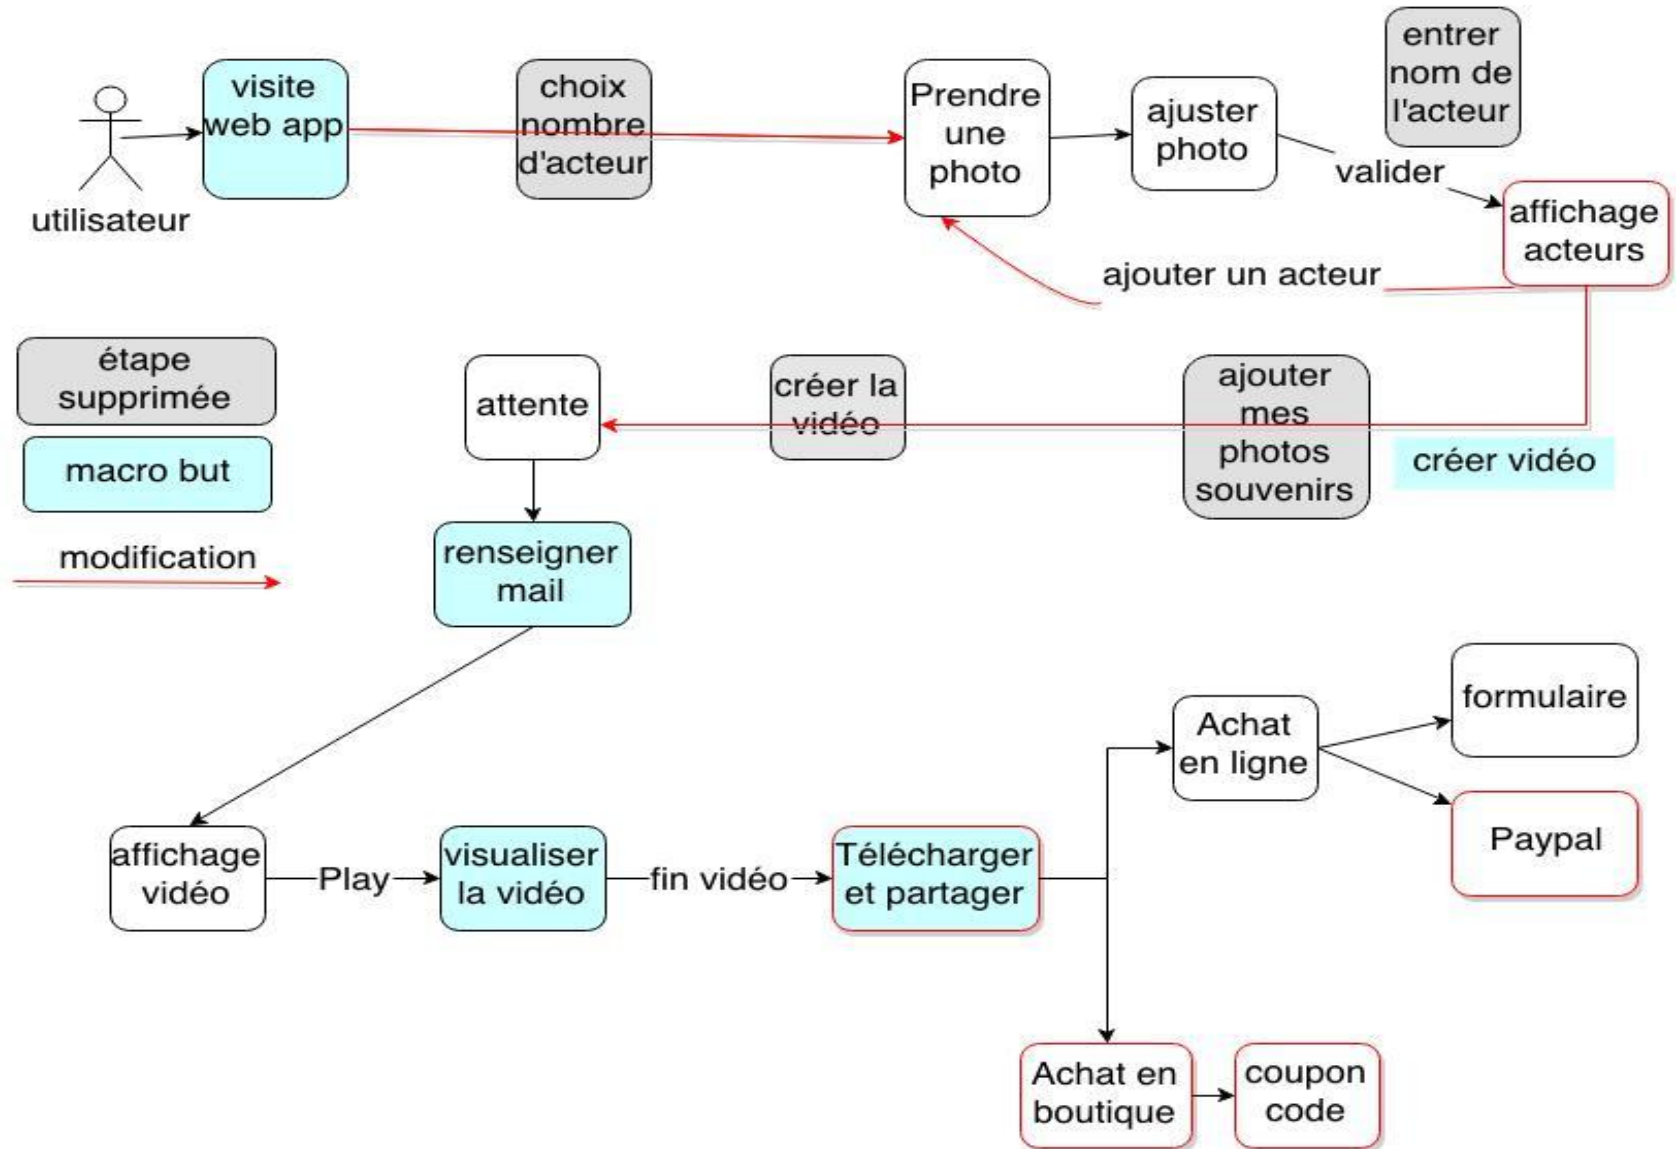 visite
web app
choix
nombre
d'acteur
Prendre
une
photo
ajuster
photo
entrer
nom de
l'acteur
valider
utilisateur
affichage
acteurs
ajouter un acteur
étape
supprimée
attente
créer la
vidéo
ajouter
mes
photos
souvenirs
créer vidéo
macro but
modification
renseigner
mail
affichage
vidéo
Play
visualiser
la vidéo
fin vidéo
Télécharger
et partager
Achat
en ligne
formulaire
Paypal
Achat en
boutique
coupon
code